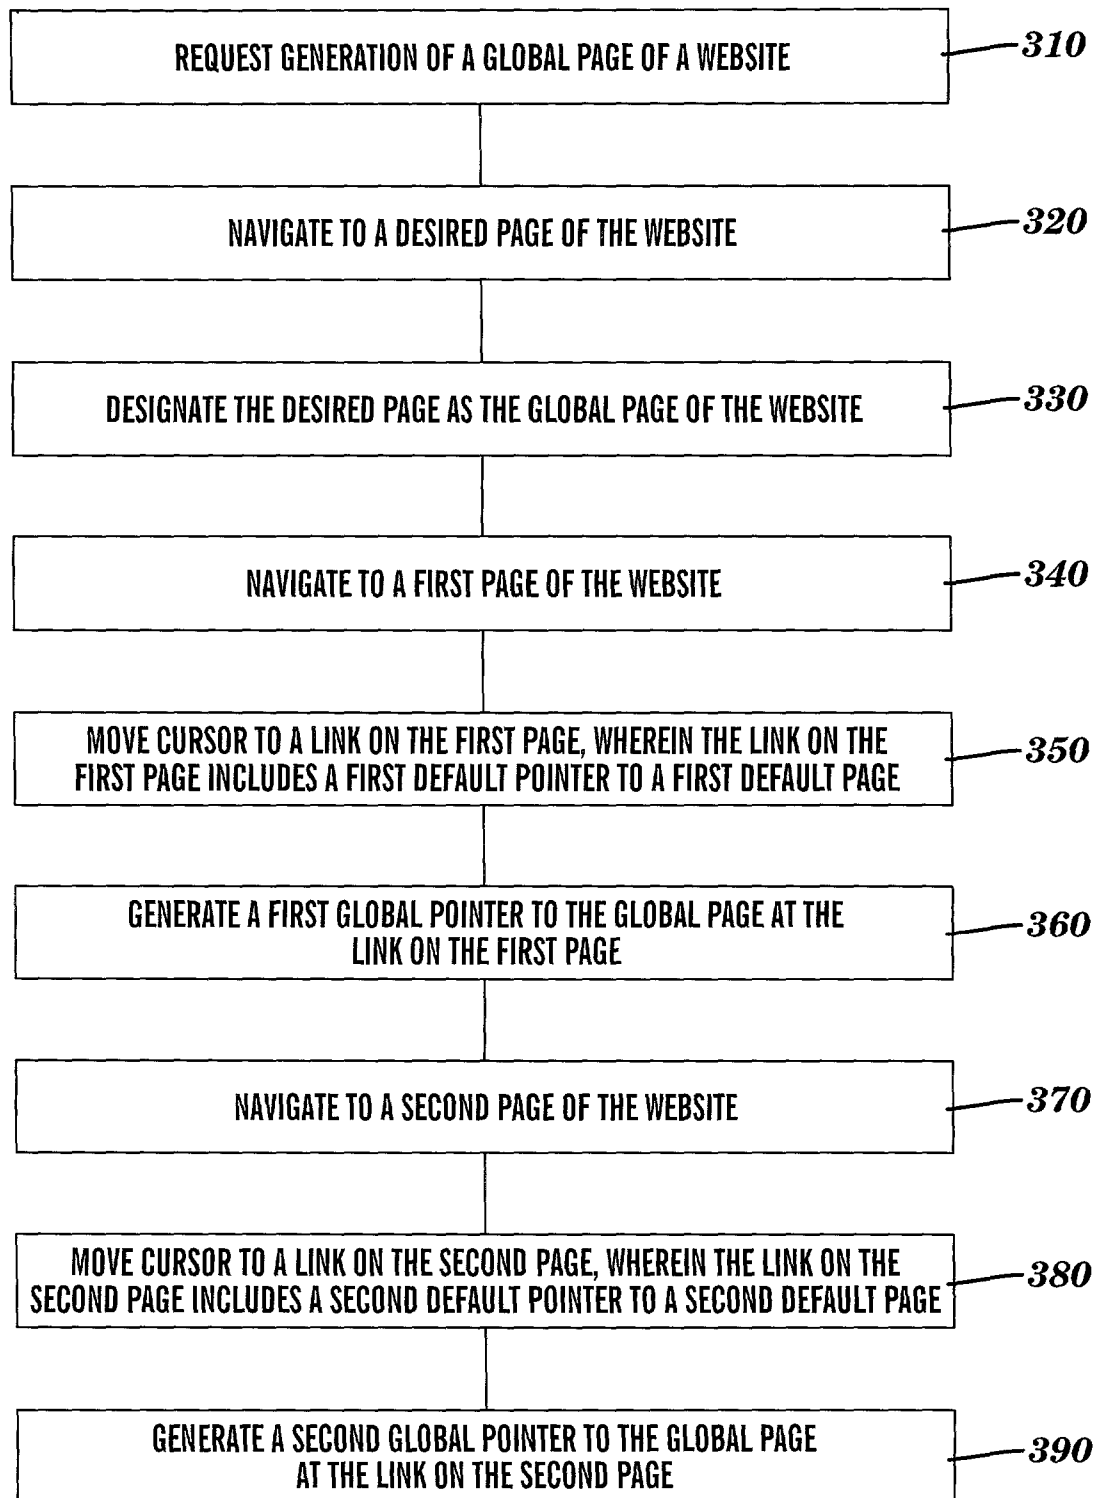 REQUEST GENERATION OF A GLOBAL PAGE OF A WEBSITE
310
NAVIGATE TO A DESIRED PAGE OF THE WEBSITE
320
DESIGNATE THE DESIRED PAGE AS THE GLOBAL PAGE OF THE WEBSITE
330
NAVIGATE TO A FIRST PAGE OF THE WEBSITE
340
MOVE CURSOR TO A LINK ON THE FIRST PAGE, WHEREIN THE LINK ON THE
FIRST PAGE INCLUDES A FIRST DEFAULT POINTER TO A FIRST DEFAULT PAGE
350
GENERATE A FIRST GLOBAL POINTER TO THE GLOBAL PAGE AT THE
LINK ON THE FIRST PAGE
360
NAVIGATE TO A SECOND PAGE OF THE WEBSITE
370
MOVE CURSOR TO A LINK ON THE SECOND PAGE, WHEREIN THE LINK ON THE
SECOND PAGE INCLUDES A SECOND DEFAULT POINTER TO A SECOND DEFAULT PAGE
380
GENERATE A SECOND GLOBAL POINTER TO THE GLOBAL PAGE
AT THE LINK ON THE SECOND PAGE
390